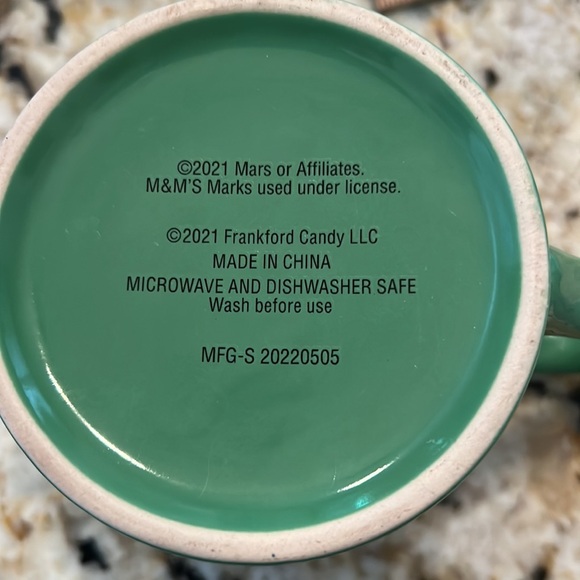 ©2021 Mars or Affiliates.
M&M'S Marks used under license.
©2021 Frankford Candy LLC
MADE IN CHINA
MICROWAVE AND DISHWASHER SAFE
Wash before use
MFG-S 20220505